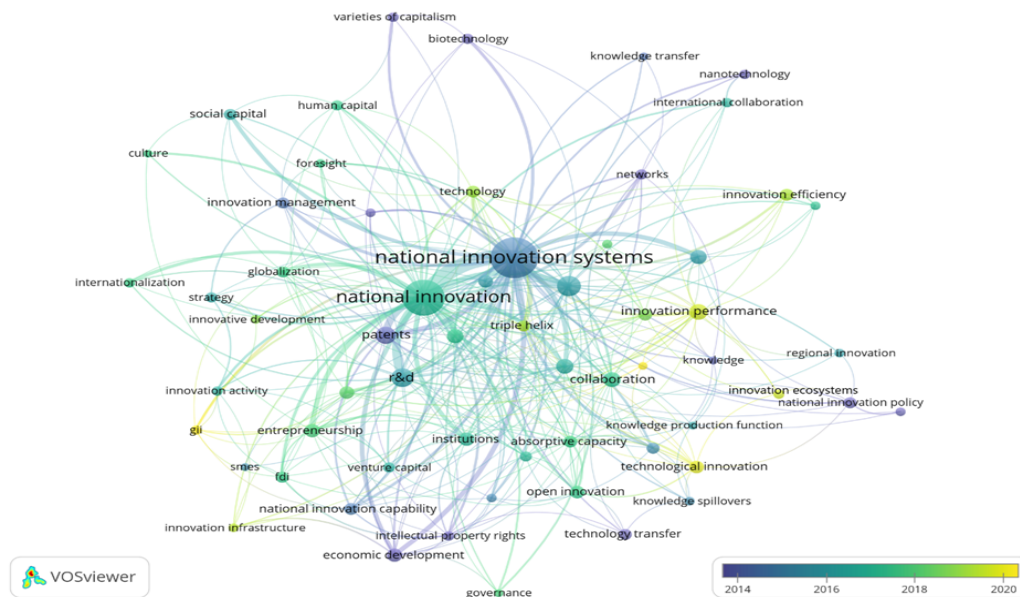 varieties of capitalism
biotechnology
knowledge transfer
nanotechnology
human capital
international collaboration
social capital
culture
foresight
networks
technology
innovation efficiency
innovation management
national innovation systems
globalization
internationalization
strategy
national innovation
innovative development
innovation performance
triple helix
patents
regional innovation
knowledge
r&d
collaboration
innovation activity
innovation ecosystems
national innovation policy
gii
entrepreneurship
knowledge production function
institutions
absorptive capacity
smes
venture capital
technological innovation
fdi
open innovation
knowledge spillovers
national innovation capability
innovation infrastructure
intellectual property rights
technology transfer
economic development
governance
VOSviewer
2014 2016 2018 2020